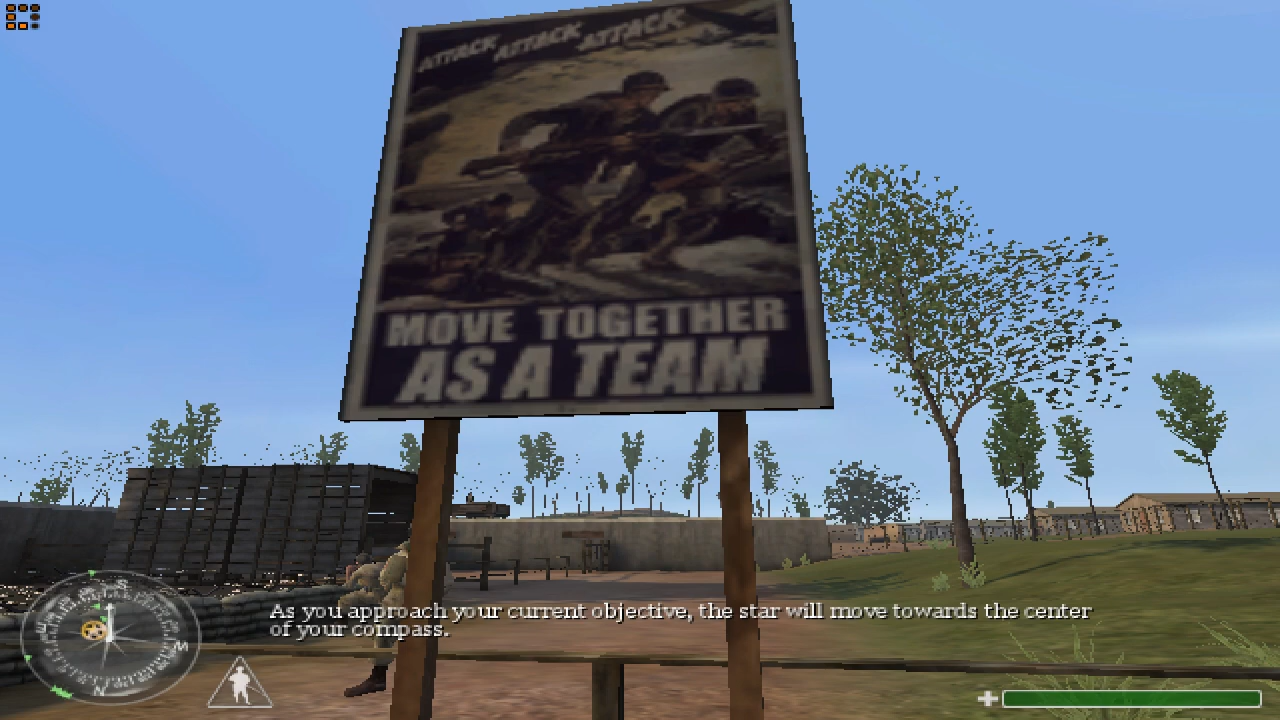 ATTACK ATTACK ATTACK
MOVE TOGETHER
AS A TEAM
As you approach your current objective, the star will move towards the center
of your compass.
S
W
N